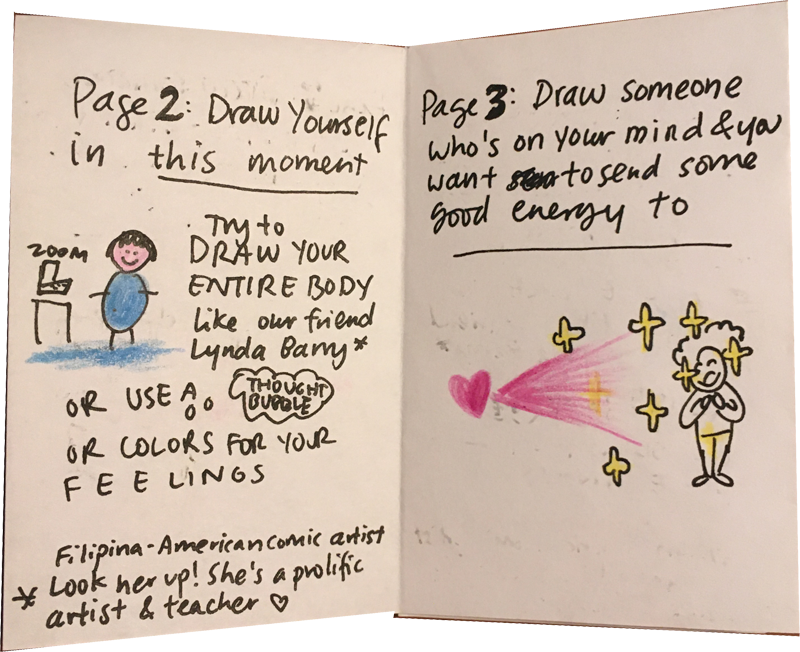 Page 2: Draw Yourself
in this moment
ZOOM
Try to
DRAW YOUR
ENTIRE BODY
like our friend
Lynda Barry*
OR USE A
THOUGHT
BUBBLE
OR COLORS FOR YOUR
FEELINGS
Filipina-American comic artist
* Look her up! She's a prolific
artist & teacher ♡
Page 3: Draw someone
who's on your mind & you
want to send some
good energy to